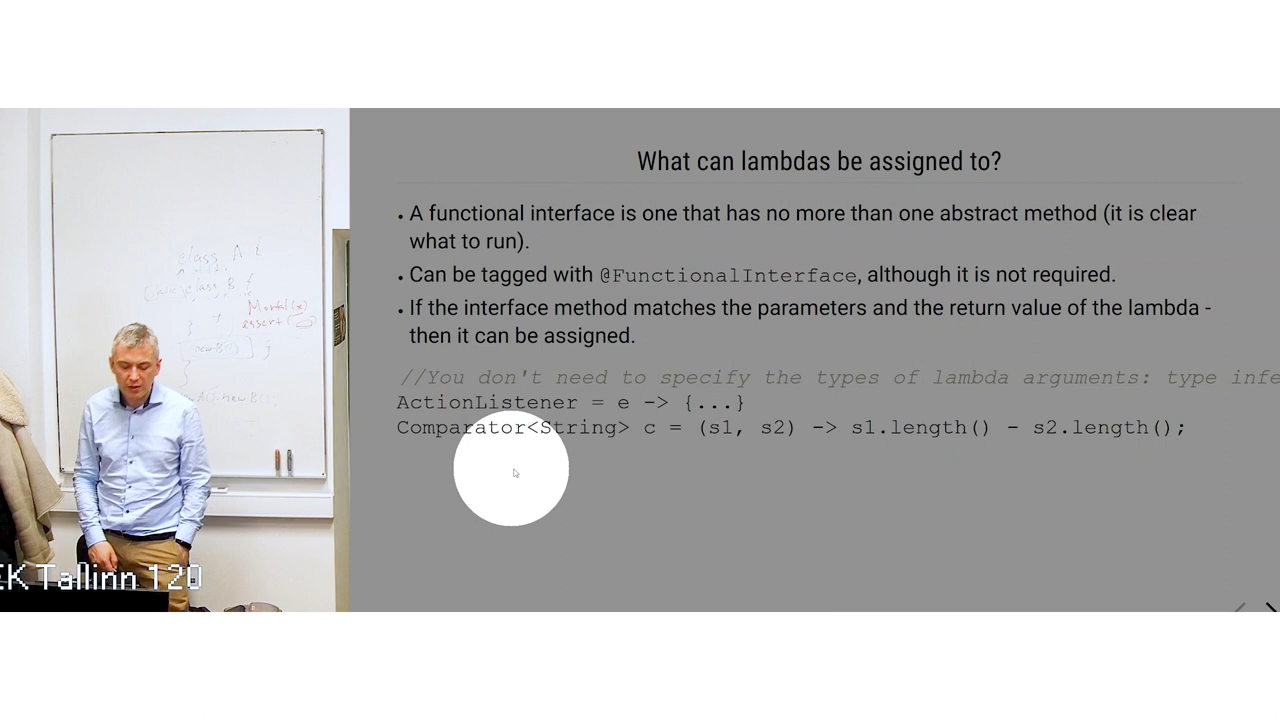 What can lambdas be assigned to?
• A functional interface is one that has no more than one abstract method (it is clear
what to run).
• Can be tagged with @FunctionalInterface, although it is not required.
• If the interface method matches the parameters and the return value of the lambda -
then it can be assigned.
//You don't need to specify the types of lambda arguments: type infe
ActionListener = e -> {...}
Comparator<String> c = (s1, s2) -> s1.length() - s2.length();
class A {
class B {
Mortal(x)
}
}
EK Tallinn 120